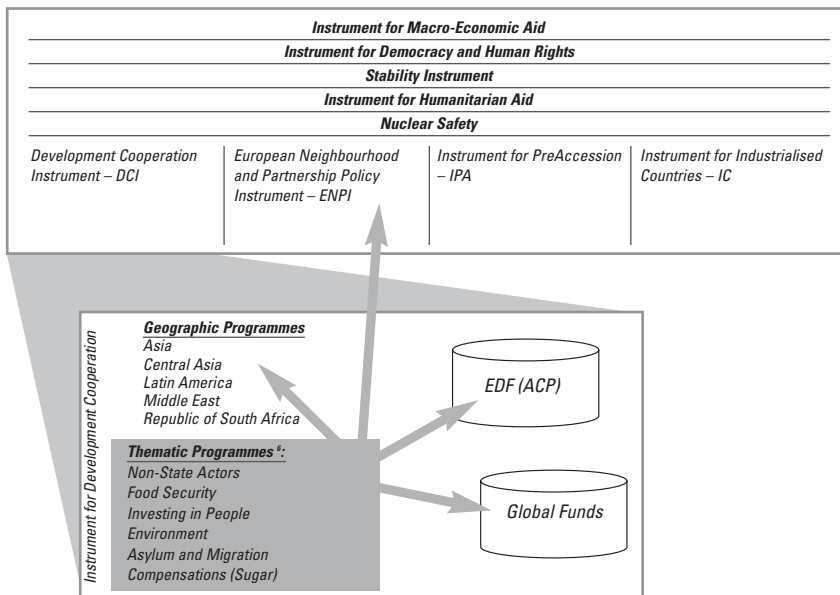 Instrument for Macro-Economic Aid
Instrument for Democracy and Human Rights
Stability Instrument
Instrument for Humanitarian Aid
Nuclear Safety
Development Cooperation
Instrument – DCI
European Neighbourhood
and Partnership Policy
Instrument – ENPI
Instrument for PreAccession
– IPA
Instrument for Industrialised
Countries – IC
Instrument for Development Cooperation
Geographic Programmes
Asia
Central Asia
Latin America
Middle East
Republic of South Africa
Thematic Programmes 6:
Non-State Actors
Food Security
Investing in People
Environment
Asylum and Migration
Compensations (Sugar)
EDF (ACP)
Global Funds